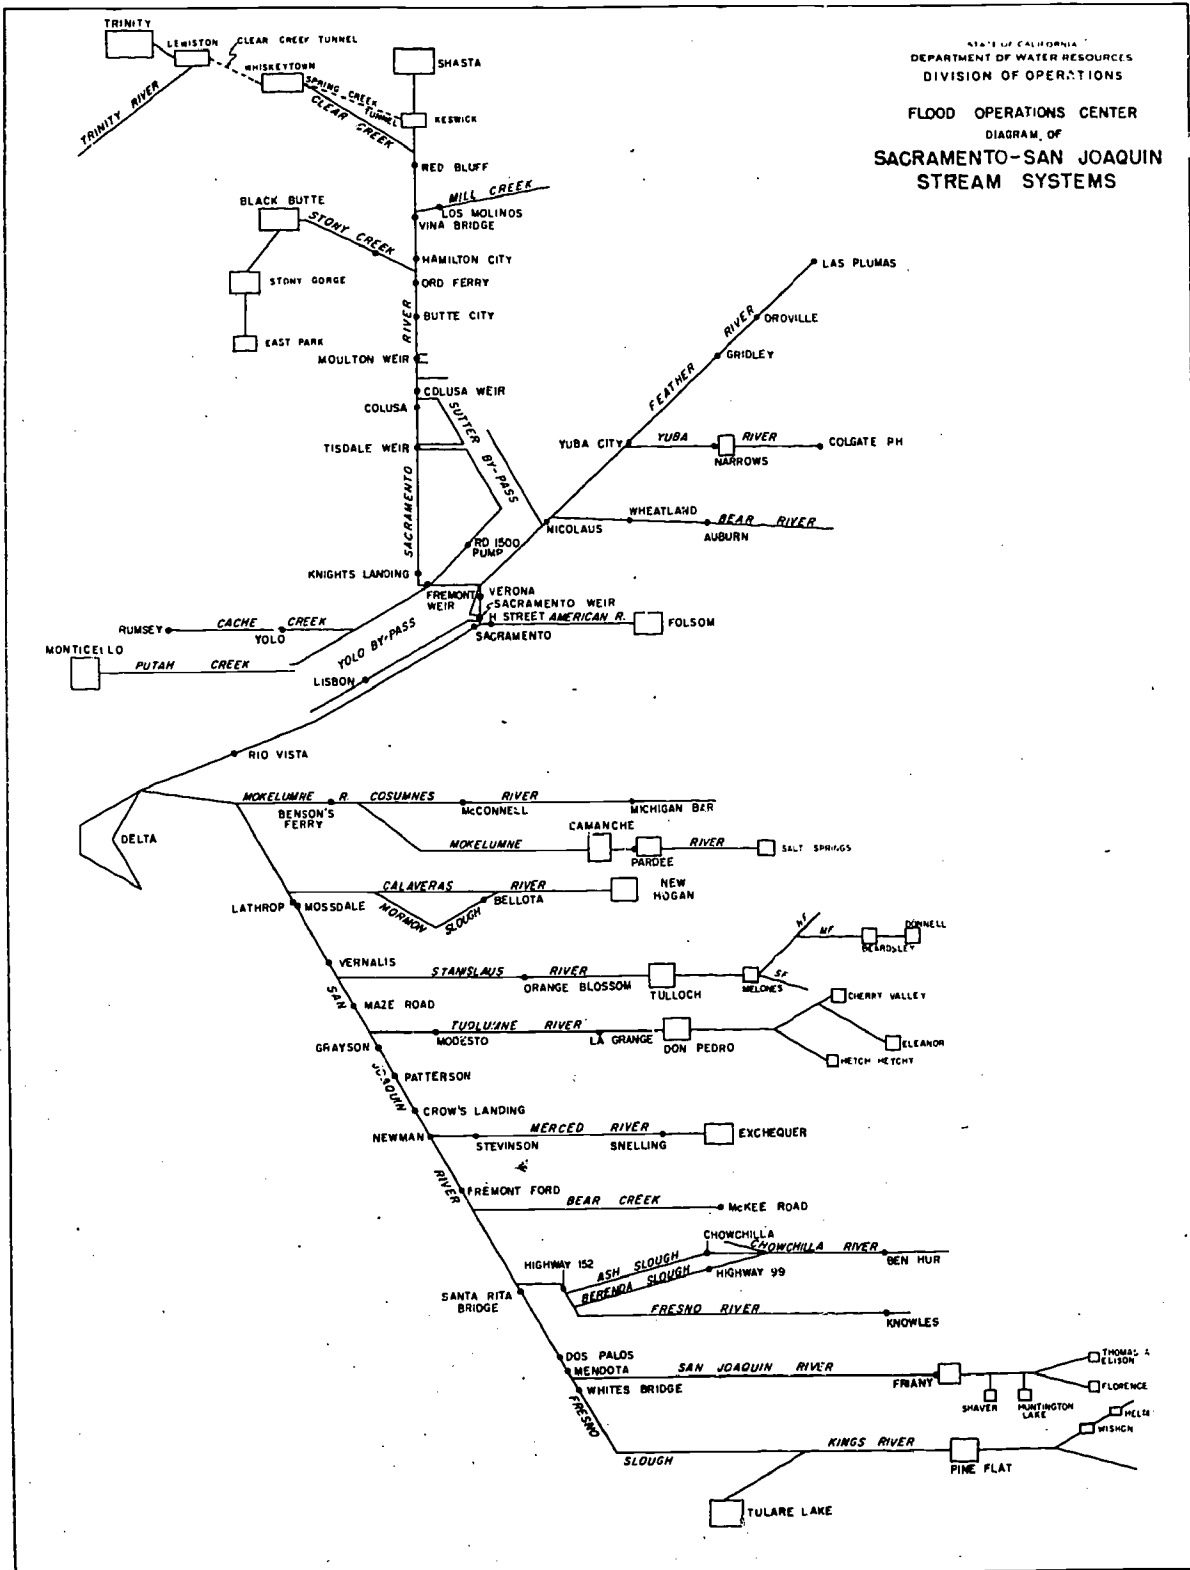 STATE OF CALIFORNIA
DEPARTMENT OF WATER RESOURCES
DIVISION OF OPERATIONS
FLOOD OPERATIONS CENTER
DIAGRAM OF
SACRAMENTO-SAN JOAQUIN
STREAM SYSTEMS
TRINITY
LEWISTON
CLEAR CREEK TUNNEL
WHISKEYTOWN
SHASTA
SPRING CREEK
TUNNEL
KESWICK
TRINITY RIVER
CLEAR CREEK
RED BLUFF
MILL CREEK
LOS MOLINOS
VINA BRIDGE
BLACK BUTTE
STONY CREEK
HAMILTON CITY
LAS PLUMAS
STONY GORGE
ORD FERRY
RIVER
BUTTE CITY
OROVILLE
EAST PARK
MOULTON WEIR
GRIDLEY
FEATHER RIVER
COLUSA WEIR
COLUSA
SUTTER BY-PASS
TISDALE WEIR
YUBA CITY
YUBA RIVER
COLGATE PH
NARROWS
SACRAMENTO
NICOLAUS
WHEATLAND
BEAR RIVER
AUBURN
RD 1500
PUMP
KNIGHTS LANDING
FREMONT
WEIR
VERONA
SACRAMENTO WEIR
H STREET
AMERICAN R.
FOLSOM
SACRAMENTO
RUMSEY
CACHE CREEK
YOLO
YOLO BY-PASS
MONTICELLO
PUTAH CREEK
LISBON
RIO VISTA
DELTA
MOKELUMNE R.
COSUMNES RIVER
BENSON'S
FERRY
McCONNELL
MICHIGAN BAR
CAMANCHE
MOKELUMNE RIVER
PARDEE
SALT SPRINGS
CALAVERAS RIVER
NEW
HOGAN
LATHROP
MOSSDALE
MORMON SLOUGH
BELLOTA
VERNALIS
STANISLAUS RIVER
ORANGE BLOSSOM
TULLOCH
MELONES
MF
SF
BEARDSLEY
DONNELL
SAN
MAZE ROAD
CHERRY VALLEY
TUOLUMNE RIVER
MODESTO
LA GRANGE
DON PEDRO
ELEANOR
HETCH HETCHY
GRAYSON
JOAQUIN
PATTERSON
CROW'S LANDING
NEWMAN
MERCED RIVER
STEVINSON
SNELLING
EXCHEQUER
RIVER
FREMONT FORD
BEAR CREEK
McKEE ROAD
CHOWCHILLA
CHOWCHILLA RIVER
BEN HUR
HIGHWAY 152
ASH SLOUGH
BERENDA SLOUGH
HIGHWAY 99
SANTA RITA
BRIDGE
FRESNO RIVER
KNOWLES
DOS PALOS
MENDOTA
SAN JOAQUIN RIVER
WHITES BRIDGE
FRIANT
THOMAS A
EDISON
FLORENCE
SHAVER
HUNTINGTON
LAKE
FRESNO
SLOUGH
KINGS RIVER
PINE FLAT
WISHON
TULARE LAKE